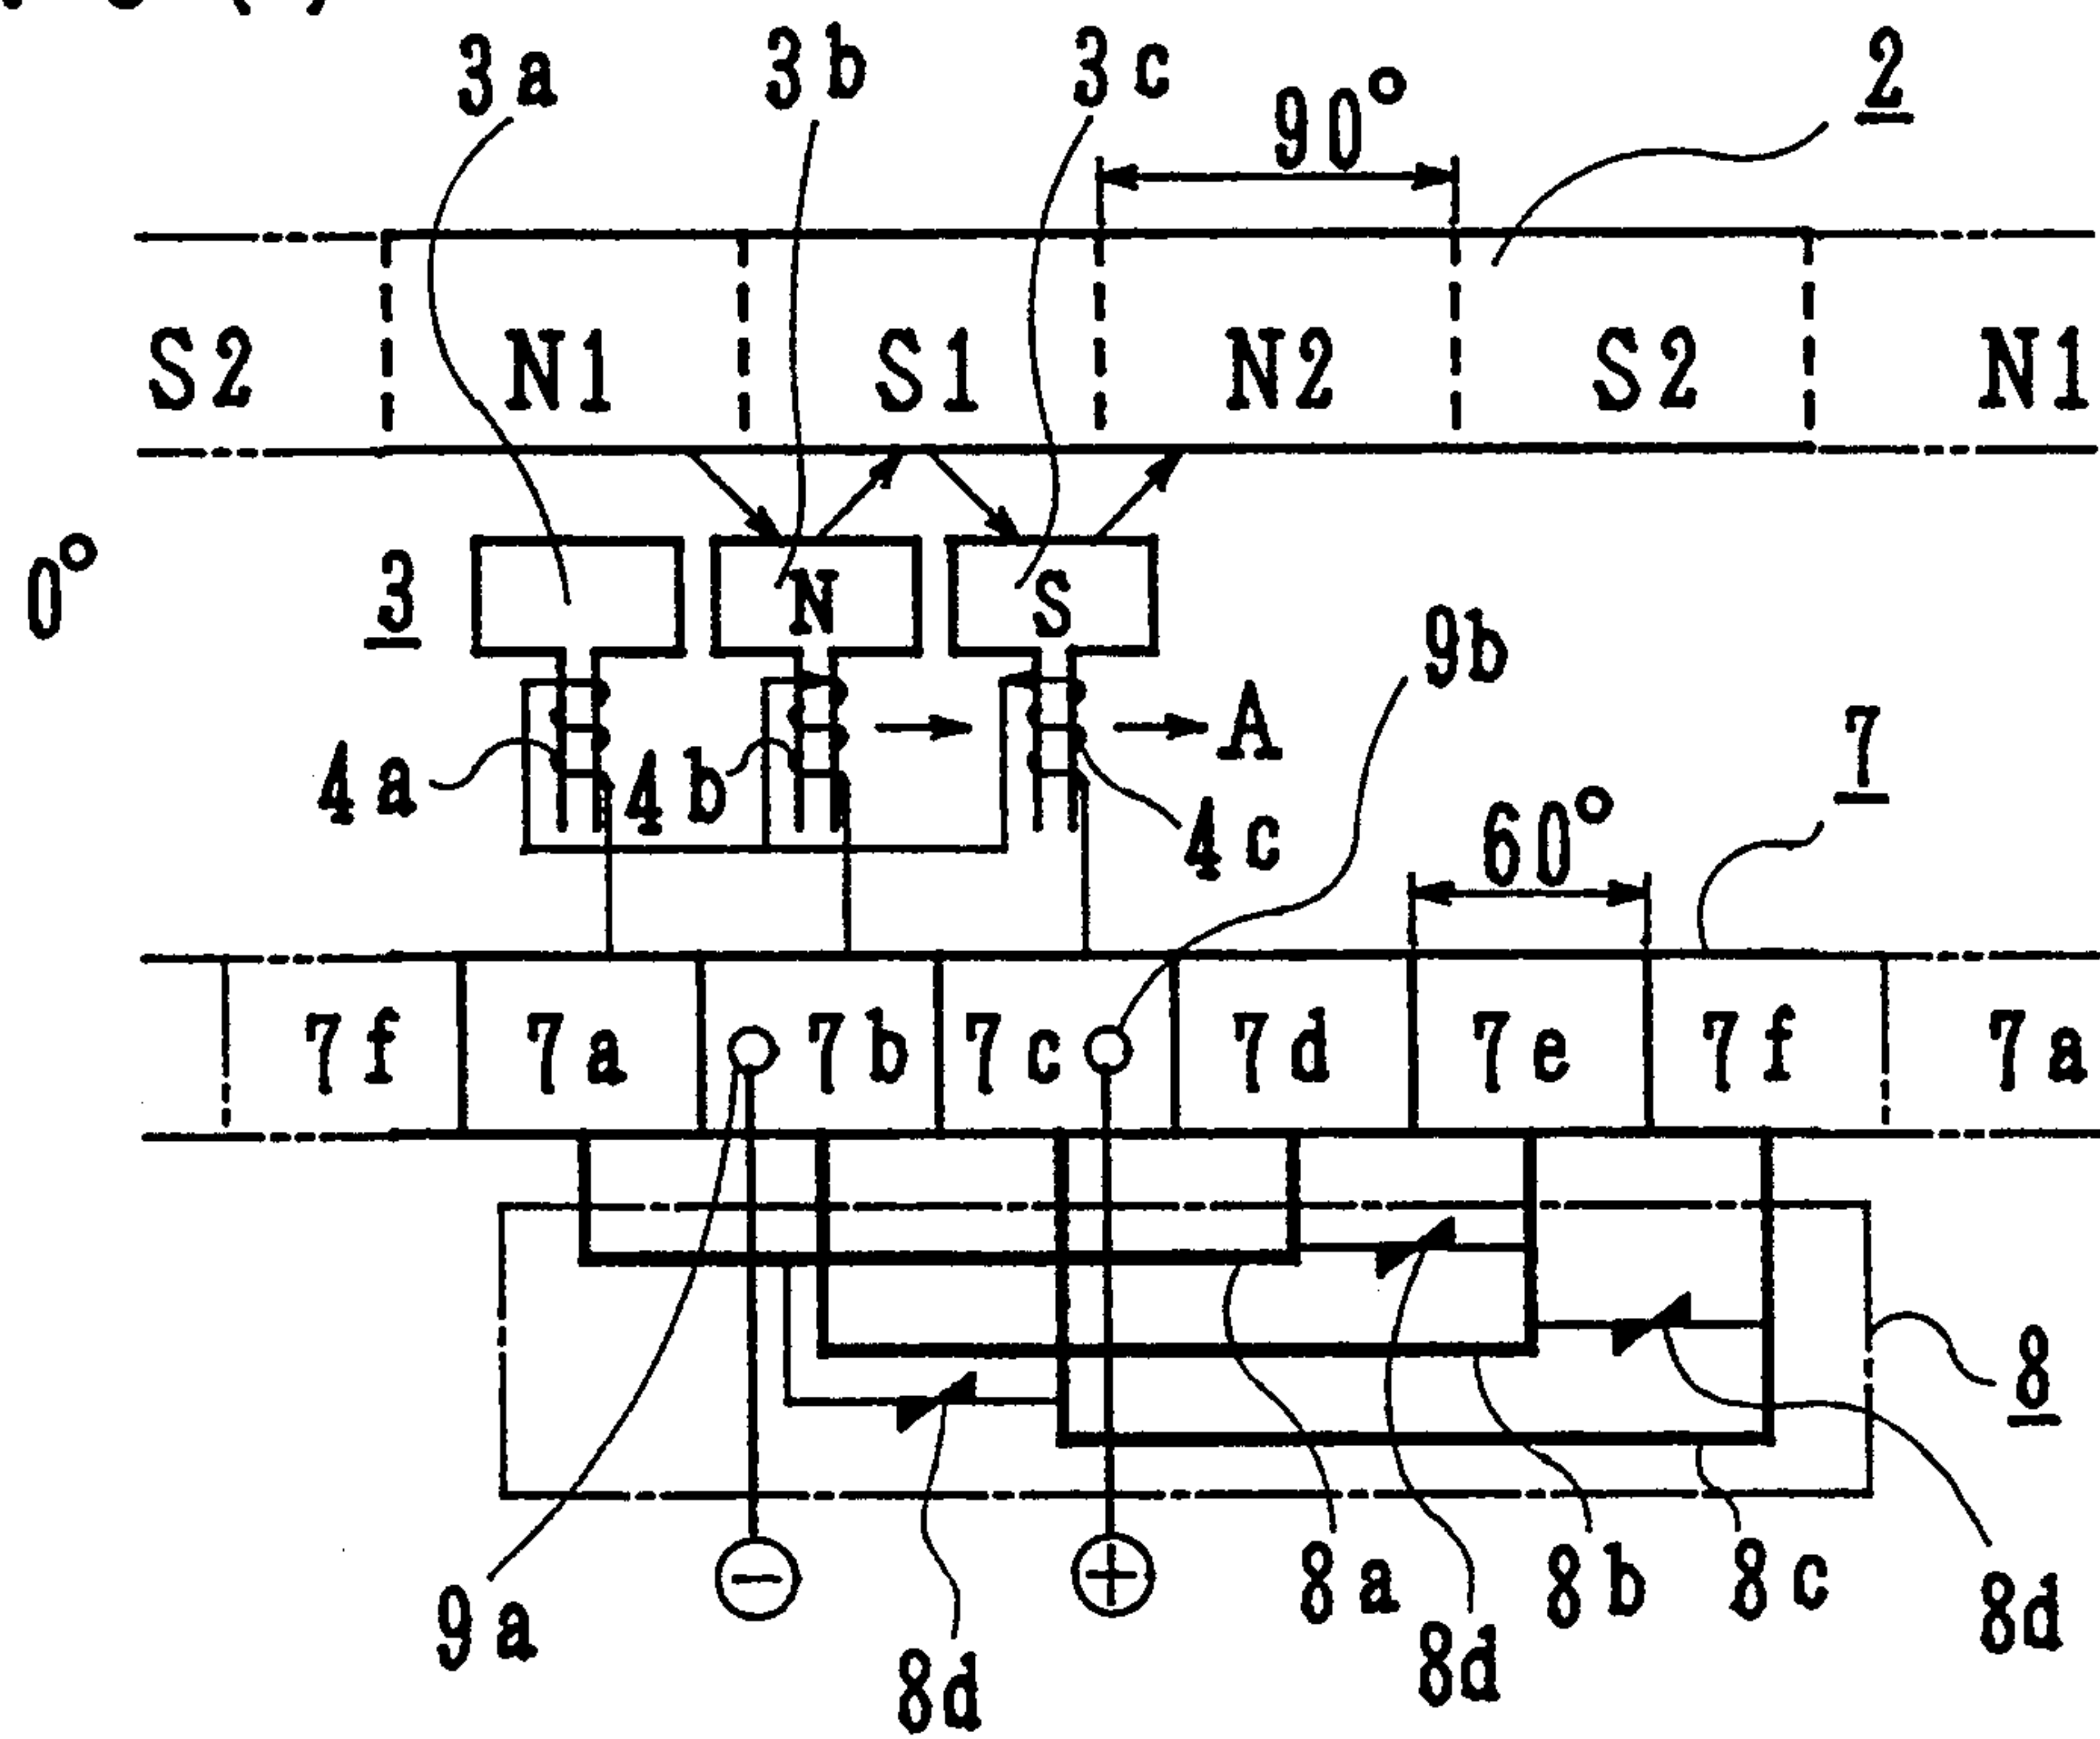 3a 3b 3c 90° 2
S2 N1 S1 N2 S2 N1
0° 3 N S 9b
4a 4b A 4c 7
60°
7f 7a 7b 7c 7d 7e 7f 7a
8
− +
9a 8d 8a 8d 8b 8c 8d